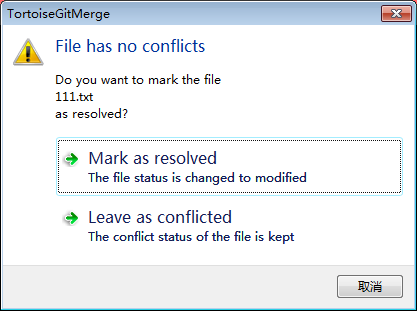 TortoiseGitMerge
File has no conflicts
Do you want to mark the file
111.txt
as resolved?
Mark as resolved
The file status is changed to modified
Leave as conflicted
The conflict status of the file is kept
取消